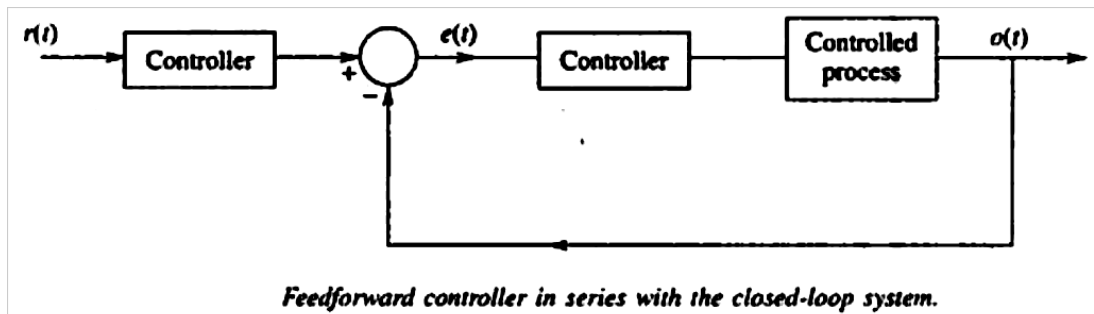 r(t)
Controller
+
−
e(t)
Controller
Controlled
process
o(t)
Feedforward controller in series with the closed-loop system.